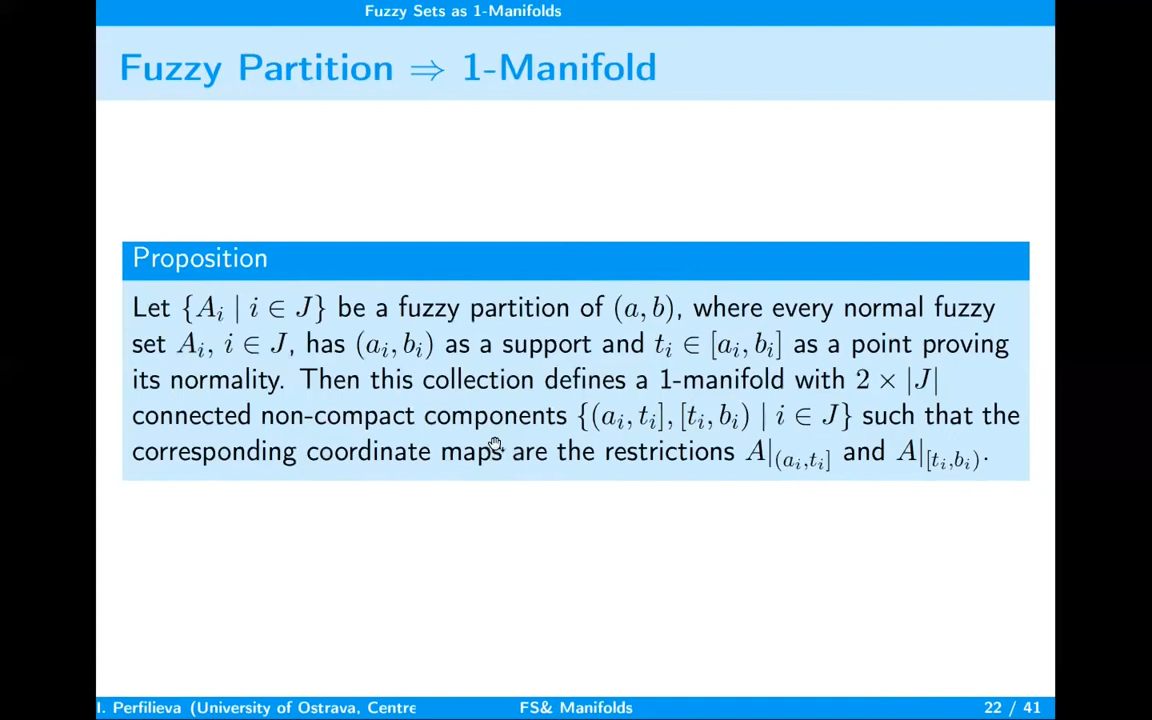 Fuzzy Sets as 1-Manifolds
Fuzzy Partition ⇒ 1-Manifold
Proposition
Let {A_i | i ∈ J} be a fuzzy partition of (a, b), where every normal fuzzy
set A_i, i ∈ J, has (a_i, b_i) as a support and t_i ∈ [a_i, b_i] as a point proving
its normality. Then this collection defines a 1-manifold with 2 × |J|
connected non-compact components {(a_i, t_i], [t_i, b_i) | i ∈ J} such that the
corresponding coordinate maps are the restrictions A|_(a_i,t_i] and A|_[t_i,b_i).
I. Perfilieva (University of Ostrava, Centre
FS& Manifolds
22 / 41